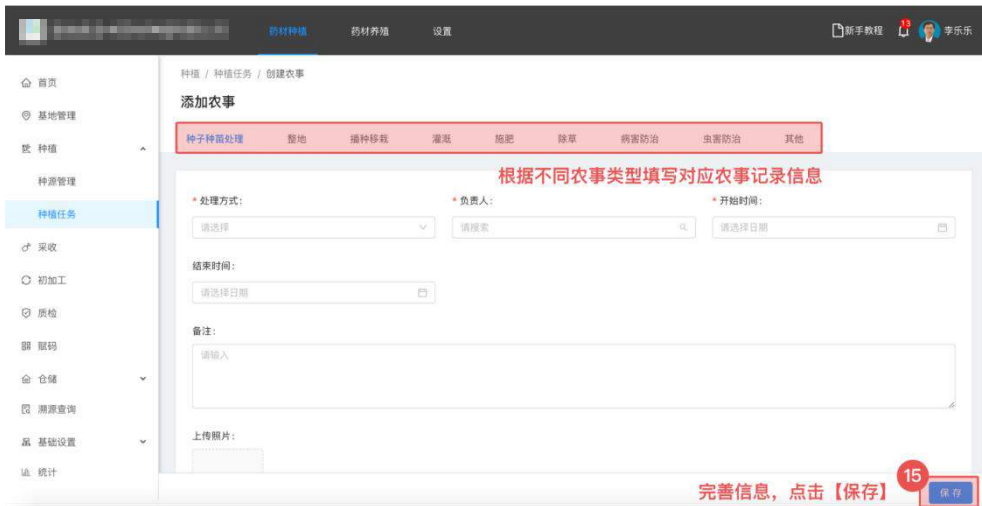 药材种植 药材养殖 设置 新手教程 13 李乐乐
首页
基地管理
种植
种源管理
种植任务
采收
初加工
质检
赋码
仓储
溯源查询
基础设置
统计
种植 / 种植任务 / 创建农事
添加农事
种子种苗处理 整地 播种移栽 灌溉 施肥 除草 病害防治 虫害防治 其他
根据不同农事类型填写对应农事记录信息
* 处理方式: * 负责人: * 开始时间:
请选择 请搜索 请选择日期
结束时间:
请选择日期
备注:
请输入
上传照片:
完善信息，点击【保存】 15
保存